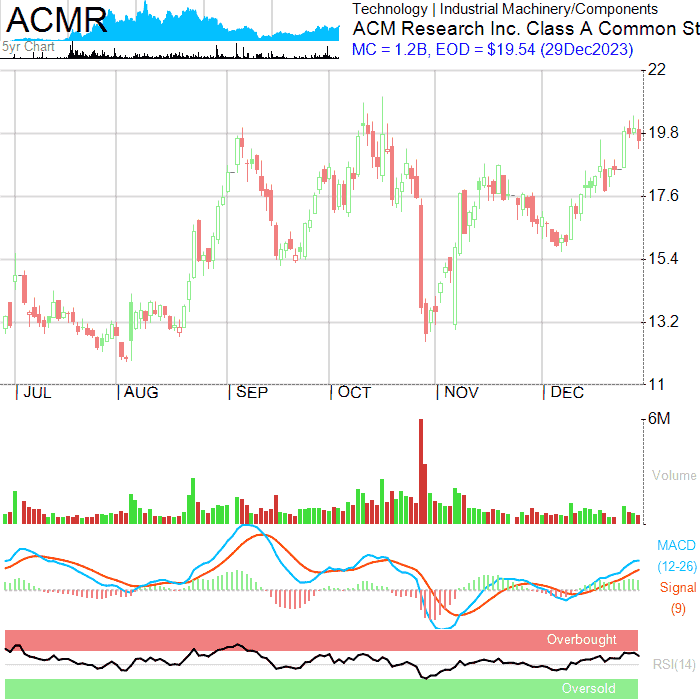 ACMR
5yr Chart
Technology | Industrial Machinery/Components
ACM Research Inc. Class A Common St
MC = 1.2B, EOD = $19.54 (29Dec2023)
22
19.8
17.6
15.4
13.2
11
JUL AUG SEP OCT NOV DEC
6M
Volume
MACD
(12-26)
Signal
(9)
Overbought
RSI(14)
Oversold